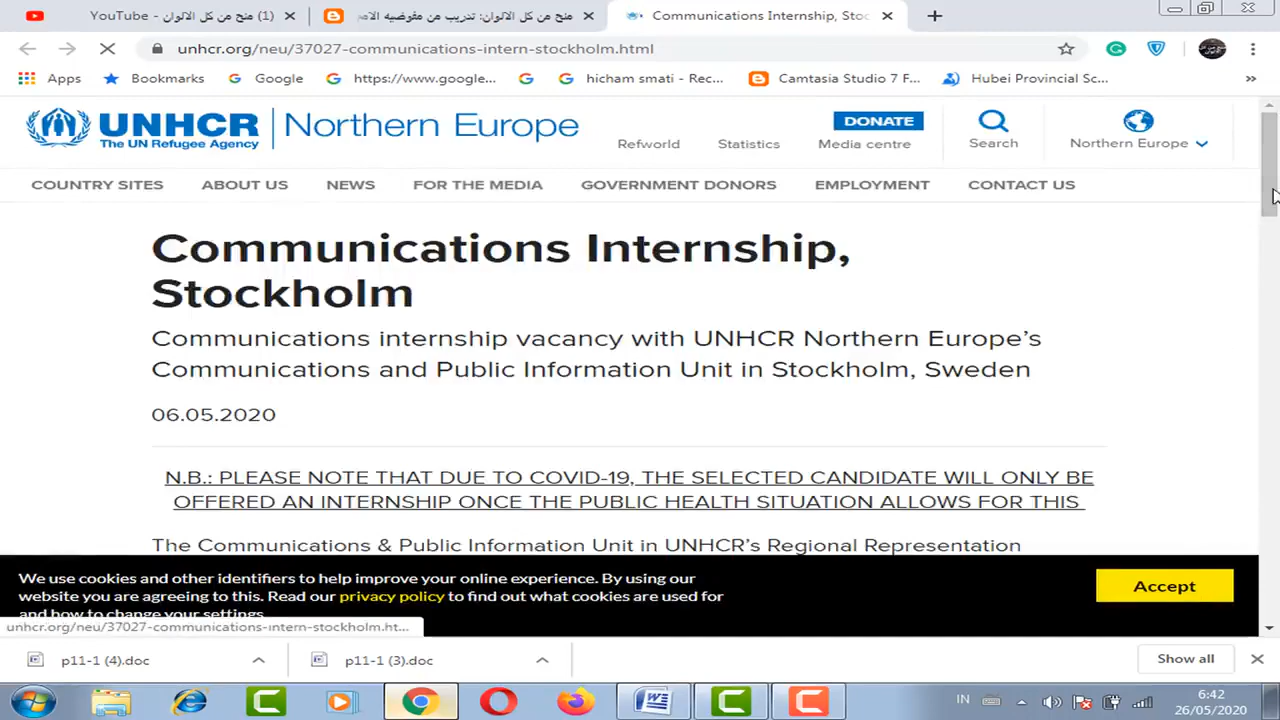 YouTube - منح من كل الالوان (1)
منح من كل الالوان: تدريب من مفوضيه الامم
Communications Internship, Stoc
unhcr.org/neu/37027-communications-intern-stockholm.html
Apps Bookmarks Google https://www.google... hicham smati - Rec... Camtasia Studio 7 F... Hubei Provincial Sc... »
UNHCR Northern Europe
The UN Refugee Agency
Refworld Statistics DONATE Media centre Search Northern Europe
COUNTRY SITES ABOUT US NEWS FOR THE MEDIA GOVERNMENT DONORS EMPLOYMENT CONTACT US
Communications Internship,
Stockholm
Communications internship vacancy with UNHCR Northern Europe’s
Communications and Public Information Unit in Stockholm, Sweden
06.05.2020
N.B.: PLEASE NOTE THAT DUE TO COVID-19, THE SELECTED CANDIDATE WILL ONLY BE
OFFERED AN INTERNSHIP ONCE THE PUBLIC HEALTH SITUATION ALLOWS FOR THIS
The Communications & Public Information Unit in UNHCR’s Regional Representation
We use cookies and other identifiers to help improve your online experience. By using our
website you are agreeing to this. Read our privacy policy to find out what cookies are used for
and how to change your settings.
Accept
unhcr.org/neu/37027-communications-intern-stockholm.ht...
p11-1 (4).doc p11-1 (3).doc Show all
IN 6:42
26/05/2020